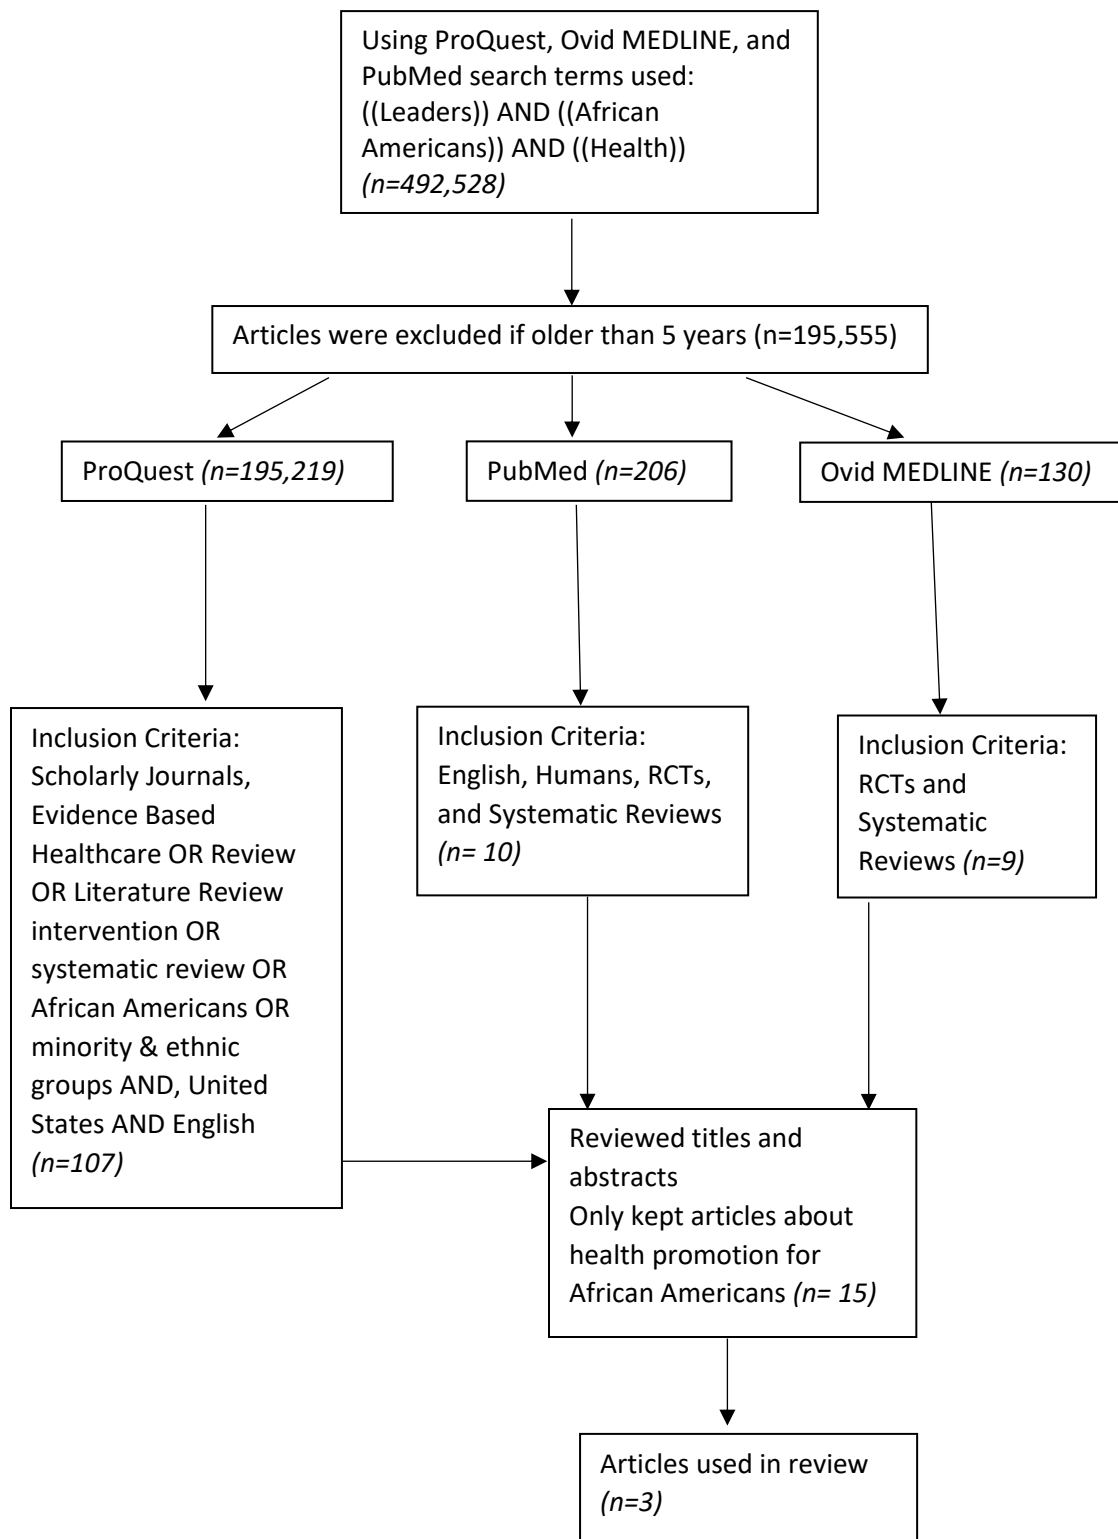 Using ProQuest, Ovid MEDLINE, and
PubMed search terms used:
((Leaders)) AND ((African
Americans)) AND ((Health))
(n=492,528)
Articles were excluded if older than 5 years (n=195,555)
ProQuest (n=195,219)
PubMed (n=206)
Ovid MEDLINE (n=130)
Inclusion Criteria:
Scholarly Journals,
Evidence Based
Healthcare OR Review
OR Literature Review
intervention OR
systematic review OR
African Americans OR
minority & ethnic
groups AND, United
States AND English
(n=107)
Inclusion Criteria:
English, Humans, RCTs,
and Systematic Reviews
(n= 10)
Inclusion Criteria:
RCTs and
Systematic
Reviews (n=9)
Reviewed titles and
abstracts
Only kept articles about
health promotion for
African Americans (n= 15)
Articles used in review
(n=3)